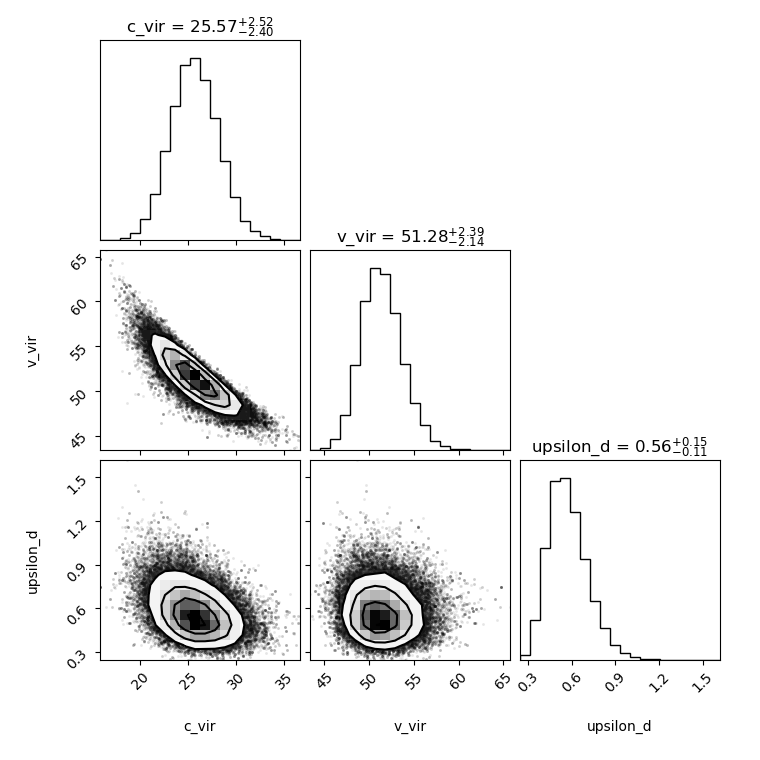 c_vir = 25.57+2.52−2.40
v_vir = 51.28+2.39−2.14
65
60
55
50
45
v_vir
upsilon_d = 0.56+0.15−0.11
1.5
1.2
0.9
0.6
0.3
upsilon_d
20 25 30 35
45 50 55 60 65
0.3 0.6 0.9 1.2 1.5
c_vir v_vir upsilon_d